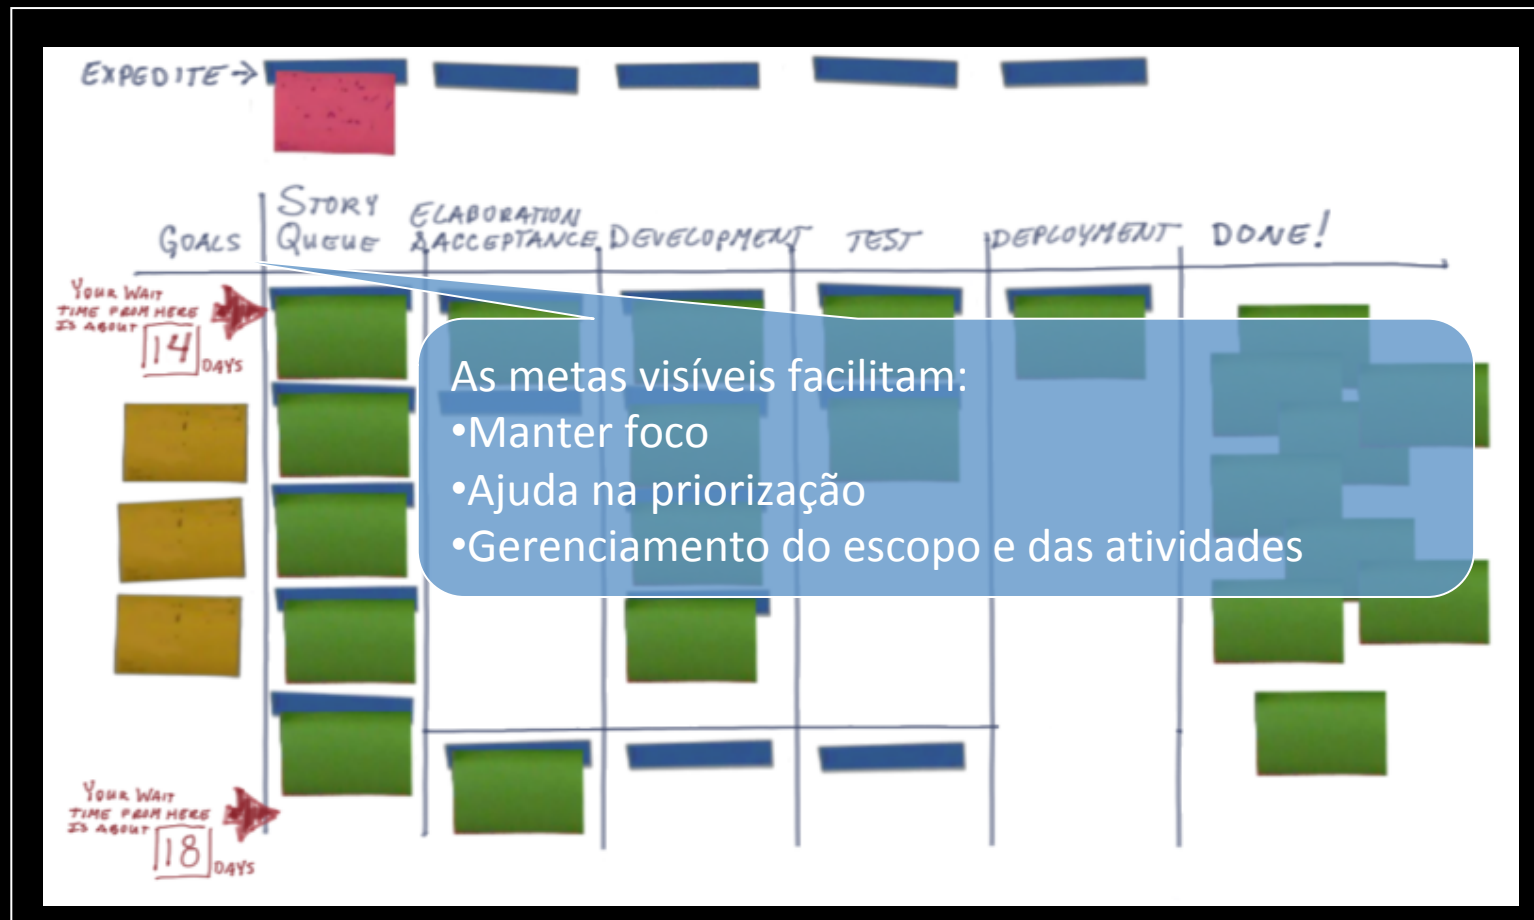 EXPEDITE →
GOALS
STORY
QUEUE
ELABORATION
& ACCEPTANCE
DEVELOPMENT
TEST
DEPLOYMENT
DONE!
YOUR WAIT
TIME FROM HERE
IS ABOUT
14 DAYS
As metas visíveis facilitam:
•Manter foco
•Ajuda na priorização
•Gerenciamento do escopo e das atividades
YOUR WAIT
TIME FROM HERE
IS ABOUT
18 DAYS